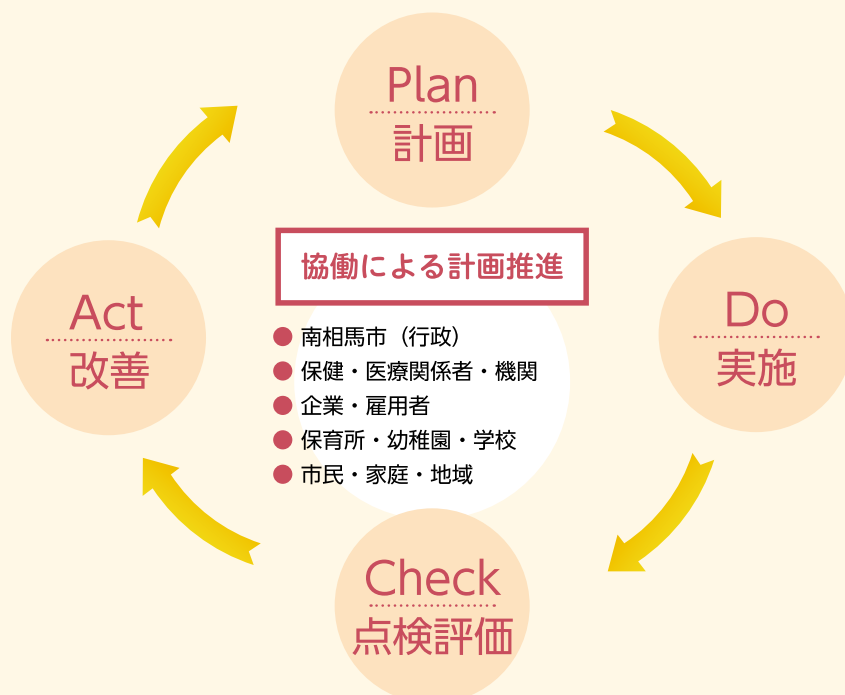 Plan
計画
Do
実施
Check
点検評価
Act
改善
協働による計画推進
● 南相馬市（行政）
● 保健・医療関係者・機関
● 企業・雇用者
● 保育所・幼稚園・学校
● 市民・家庭・地域